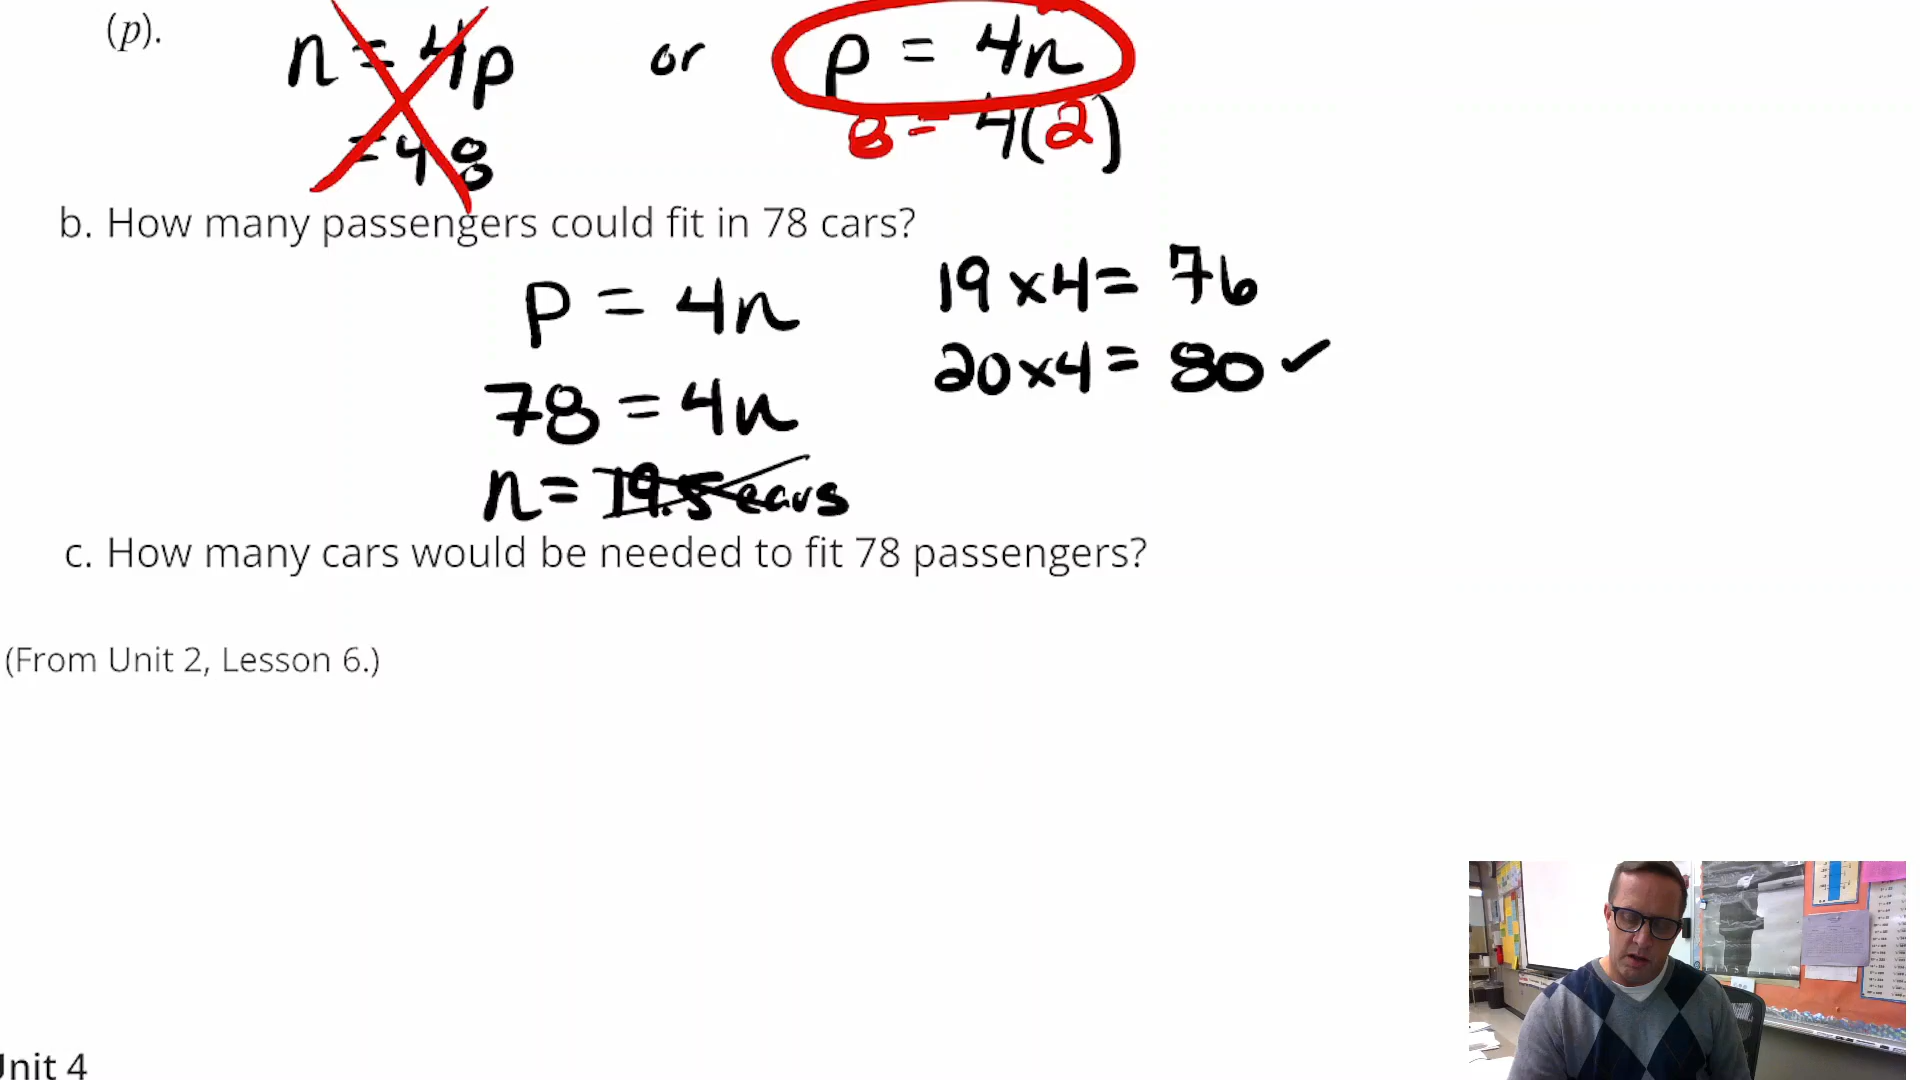 (p).
n = 4p or p = 4n
= 4 8
8 = 4(2)
b. How many passengers could fit in 78 cars?
p = 4n
19 x 4 = 76
20 x 4 = 80 ✓
78 = 4n
n = 19.5 cars
c. How many cars would be needed to fit 78 passengers?
(From Unit 2, Lesson 6.)
Unit 4